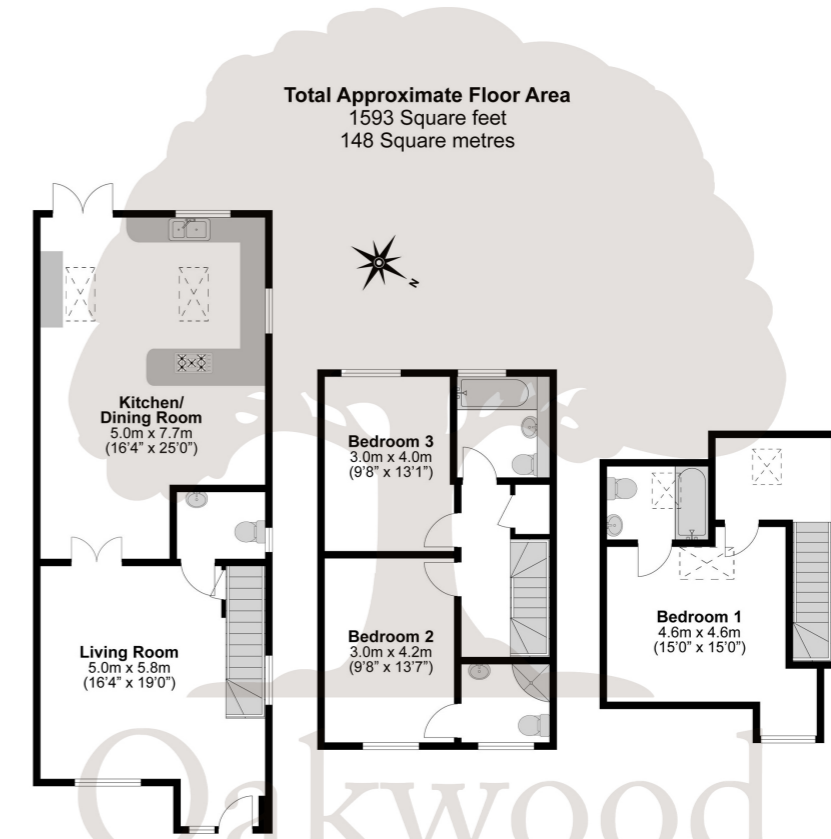 Total Approximate Floor Area
1593 Square feet
148 Square metres
N
Kitchen/
Dining Room
5.0m x 7.7m
(16'4" x 25'0")
Living Room
5.0m x 5.8m
(16'4" x 19'0")
Bedroom 3
3.0m x 4.0m
(9'8" x 13'1")
Bedroom 2
3.0m x 4.2m
(9'8" x 13'7")
Bedroom 1
4.6m x 4.6m
(15'0" x 15'0")
Oakwood